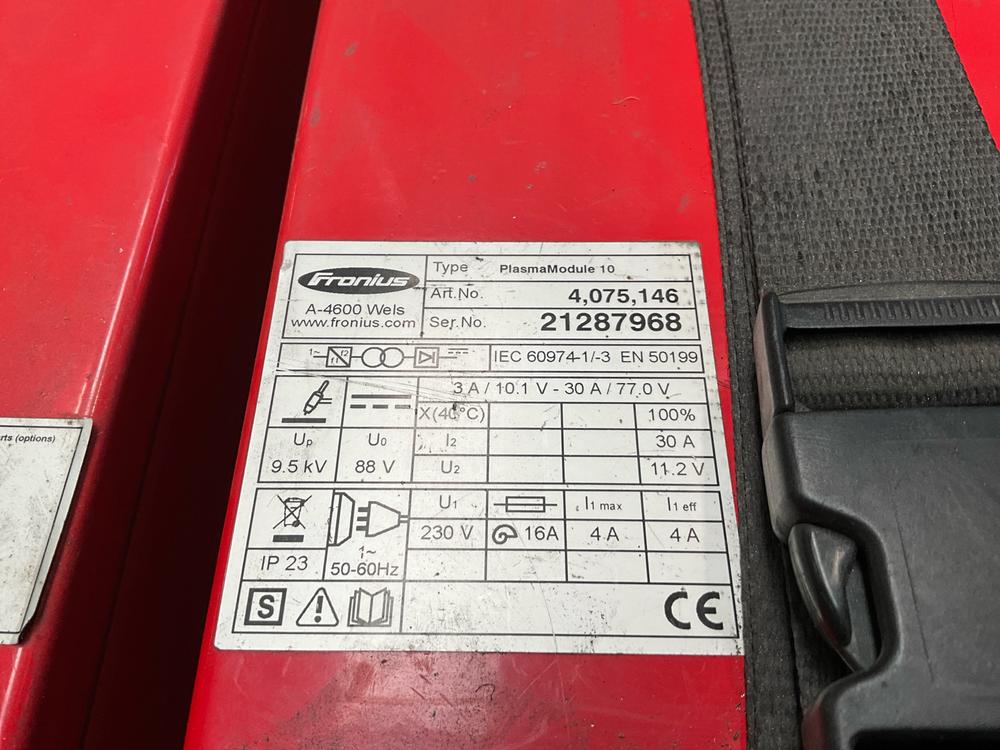 Fronius
A-4600 Wels
www.fronius.com
Type PlasmaModule 10
Art.No. 4,075,146
Ser.No. 21287968
1~ f1 f2
IEC 60974-1/-3 EN 50199
3 A / 10.1 V - 30 A / 77.0 V
X(40°C) 100%
Up U0 I2 30 A
9.5 kV 88 V U2 11.2 V
U1 I1 max I1 eff
230 V 16A 4 A 4 A
IP 23 1~ 50-60Hz
S CE
rts (options)